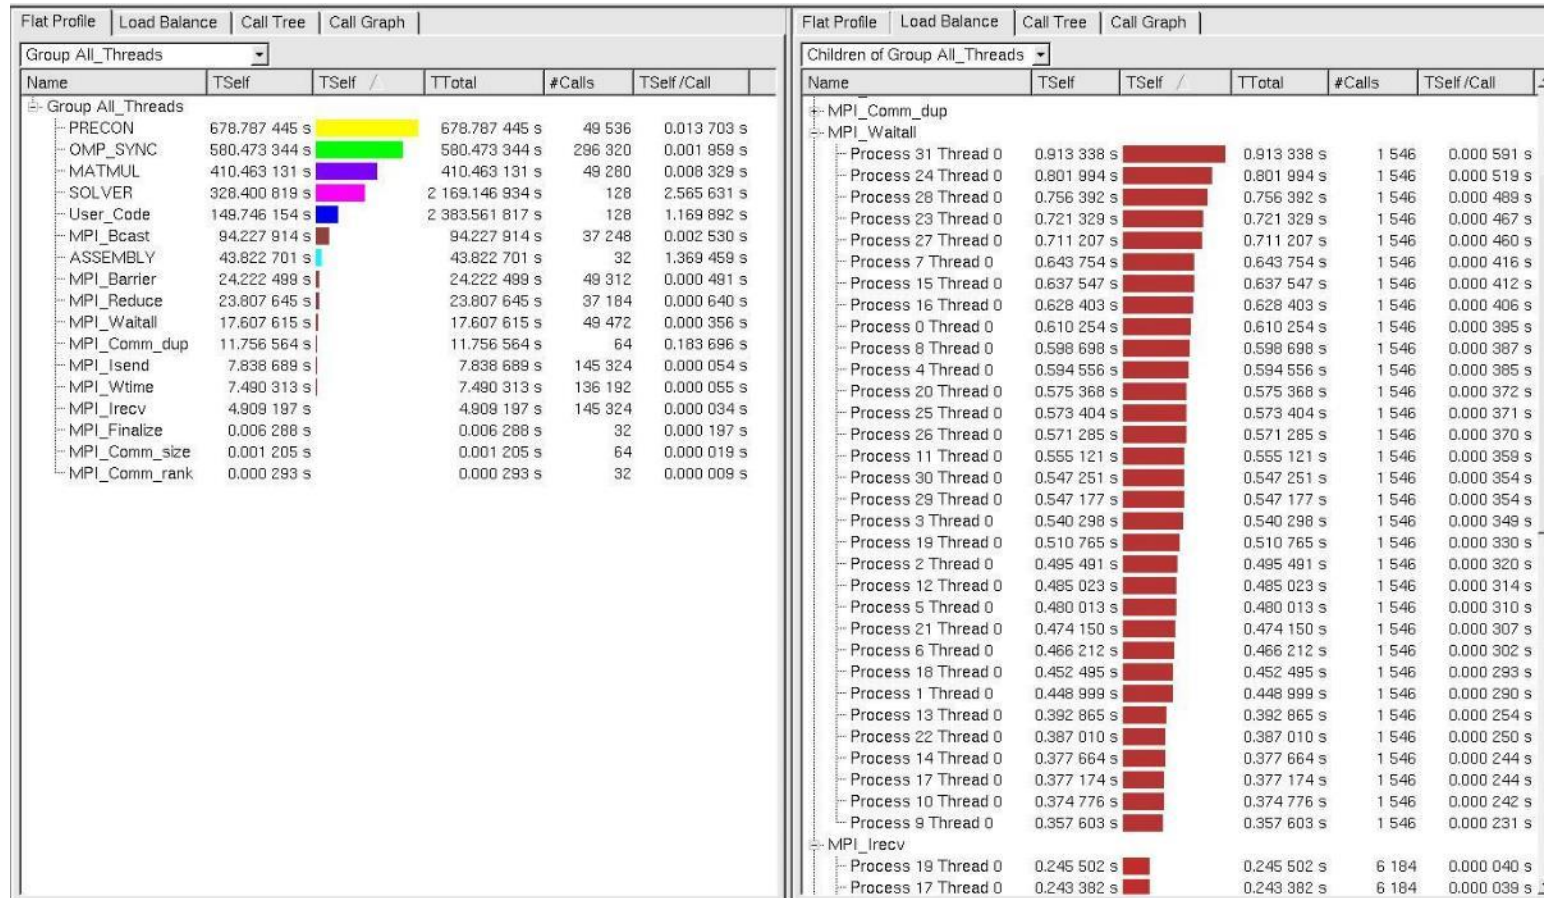 Flat Profile Load Balance Call Tree Call Graph
Group All_Threads
Name TSelf TSelf TTotal #Calls TSelf/Call
Group All_Threads
PRECON 678.787 445 s 678.787 445 s 49 536 0.013 703 s
OMP_SYNC 580.473 344 s 580.473 344 s 296 320 0.001 959 s
MATMUL 410.463 131 s 410.463 131 s 49 280 0.008 329 s
SOLVER 328.400 819 s 2 169.146 934 s 128 2.565 631 s
User_Code 149.746 154 s 2 383.561 817 s 128 1.169 892 s
MPI_Bcast 94.227 914 s 94.227 914 s 37 248 0.002 530 s
ASSEMBLY 43.822 701 s 43.822 701 s 32 1.369 459 s
MPI_Barrier 24.222 499 s 24.222 499 s 49 312 0.000 491 s
MPI_Reduce 23.807 645 s 23.807 645 s 37 184 0.000 640 s
MPI_Waitall 17.607 615 s 17.607 615 s 49 472 0.000 356 s
MPI_Comm_dup 11.756 564 s 11.756 564 s 64 0.183 696 s
MPI_Isend 7.838 689 s 7.838 689 s 145 324 0.000 054 s
MPI_Wtime 7.490 313 s 7.490 313 s 136 192 0.000 055 s
MPI_Irecv 4.909 197 s 4.909 197 s 145 324 0.000 034 s
MPI_Finalize 0.006 288 s 0.006 288 s 32 0.000 197 s
MPI_Comm_size 0.001 205 s 0.001 205 s 64 0.000 019 s
MPI_Comm_rank 0.000 293 s 0.000 293 s 32 0.000 009 s
Flat Profile Load Balance Call Tree Call Graph
Children of Group All_Threads
Name TSelf TSelf TTotal #Calls TSelf/Call
MPI_Comm_dup
MPI_Waitall
Process 31 Thread 0 0.913 338 s 0.913 338 s 1 546 0.000 591 s
Process 24 Thread 0 0.801 994 s 0.801 994 s 1 546 0.000 519 s
Process 28 Thread 0 0.756 392 s 0.756 392 s 1 546 0.000 489 s
Process 23 Thread 0 0.721 329 s 0.721 329 s 1 546 0.000 467 s
Process 27 Thread 0 0.711 207 s 0.711 207 s 1 546 0.000 460 s
Process 7 Thread 0 0.643 754 s 0.643 754 s 1 546 0.000 416 s
Process 15 Thread 0 0.637 547 s 0.637 547 s 1 546 0.000 412 s
Process 16 Thread 0 0.628 403 s 0.628 403 s 1 546 0.000 406 s
Process 0 Thread 0 0.610 254 s 0.610 254 s 1 546 0.000 395 s
Process 8 Thread 0 0.598 698 s 0.598 698 s 1 546 0.000 387 s
Process 4 Thread 0 0.594 556 s 0.594 556 s 1 546 0.000 385 s
Process 20 Thread 0 0.575 368 s 0.575 368 s 1 546 0.000 372 s
Process 25 Thread 0 0.573 404 s 0.573 404 s 1 546 0.000 371 s
Process 26 Thread 0 0.571 285 s 0.571 285 s 1 546 0.000 370 s
Process 11 Thread 0 0.555 121 s 0.555 121 s 1 546 0.000 359 s
Process 30 Thread 0 0.547 251 s 0.547 251 s 1 546 0.000 354 s
Process 29 Thread 0 0.547 177 s 0.547 177 s 1 546 0.000 354 s
Process 3 Thread 0 0.540 298 s 0.540 298 s 1 546 0.000 349 s
Process 19 Thread 0 0.510 765 s 0.510 765 s 1 546 0.000 330 s
Process 2 Thread 0 0.495 491 s 0.495 491 s 1 546 0.000 320 s
Process 12 Thread 0 0.485 023 s 0.485 023 s 1 546 0.000 314 s
Process 5 Thread 0 0.480 013 s 0.480 013 s 1 546 0.000 310 s
Process 21 Thread 0 0.474 150 s 0.474 150 s 1 546 0.000 307 s
Process 6 Thread 0 0.466 212 s 0.466 212 s 1 546 0.000 302 s
Process 18 Thread 0 0.452 495 s 0.452 495 s 1 546 0.000 293 s
Process 1 Thread 0 0.448 999 s 0.448 999 s 1 546 0.000 290 s
Process 13 Thread 0 0.392 865 s 0.392 865 s 1 546 0.000 254 s
Process 22 Thread 0 0.387 010 s 0.387 010 s 1 546 0.000 250 s
Process 14 Thread 0 0.377 664 s 0.377 664 s 1 546 0.000 244 s
Process 17 Thread 0 0.377 174 s 0.377 174 s 1 546 0.000 244 s
Process 10 Thread 0 0.374 776 s 0.374 776 s 1 546 0.000 242 s
Process 9 Thread 0 0.357 603 s 0.357 603 s 1 546 0.000 231 s
MPI_Irecv
Process 19 Thread 0 0.245 502 s 0.245 502 s 6 184 0.000 040 s
Process 17 Thread 0 0.243 382 s 0.243 382 s 6 184 0.000 039 s